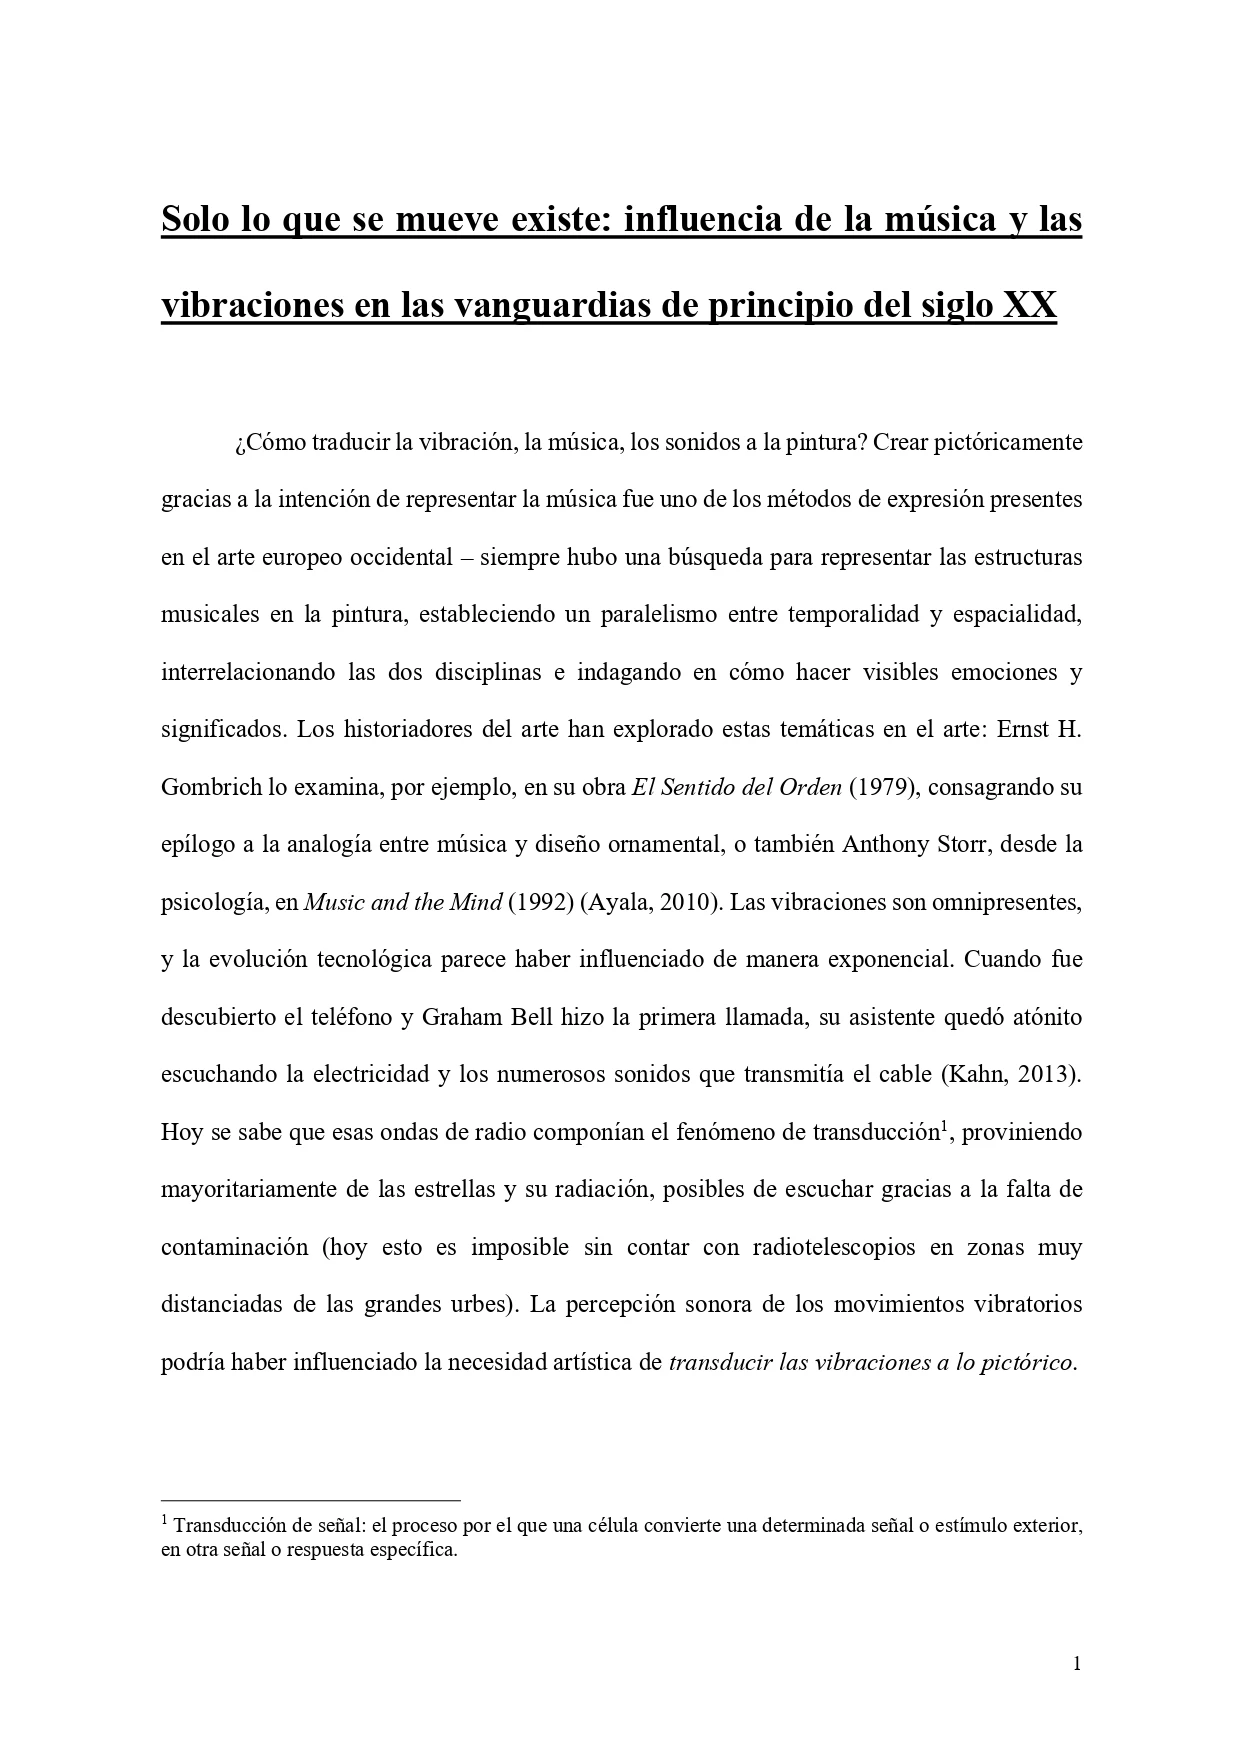 Solo lo que se mueve existe: influencia de la música y las
vibraciones en las vanguardias de principio del siglo XX
¿Cómo traducir la vibración, la música, los sonidos a la pintura? Crear pictóricamente
gracias a la intención de representar la música fue uno de los métodos de expresión presentes
en el arte europeo occidental – siempre hubo una búsqueda para representar las estructuras
musicales en la pintura, estableciendo un paralelismo entre temporalidad y espacialidad,
interrelacionando las dos disciplinas e indagando en cómo hacer visibles emociones y
significados. Los historiadores del arte han explorado estas temáticas en el arte: Ernst H.
Gombrich lo examina, por ejemplo, en su obra El Sentido del Orden (1979), consagrando su
epílogo a la analogía entre música y diseño ornamental, o también Anthony Storr, desde la
psicología, en Music and the Mind (1992) (Ayala, 2010). Las vibraciones son omnipresentes,
y la evolución tecnológica parece haber influenciado de manera exponencial. Cuando fue
descubierto el teléfono y Graham Bell hizo la primera llamada, su asistente quedó atónito
escuchando la electricidad y los numerosos sonidos que transmitía el cable (Kahn, 2013).
Hoy se sabe que esas ondas de radio componían el fenómeno de transducción1, proviniendo
mayoritariamente de las estrellas y su radiación, posibles de escuchar gracias a la falta de
contaminación (hoy esto es imposible sin contar con radiotelescopios en zonas muy
distanciadas de las grandes urbes). La percepción sonora de los movimientos vibratorios
podría haber influenciado la necesidad artística de transducir las vibraciones a lo pictórico.
1 Transducción de señal: el proceso por el que una célula convierte una determinada señal o estímulo exterior,
en otra señal o respuesta específica.
1